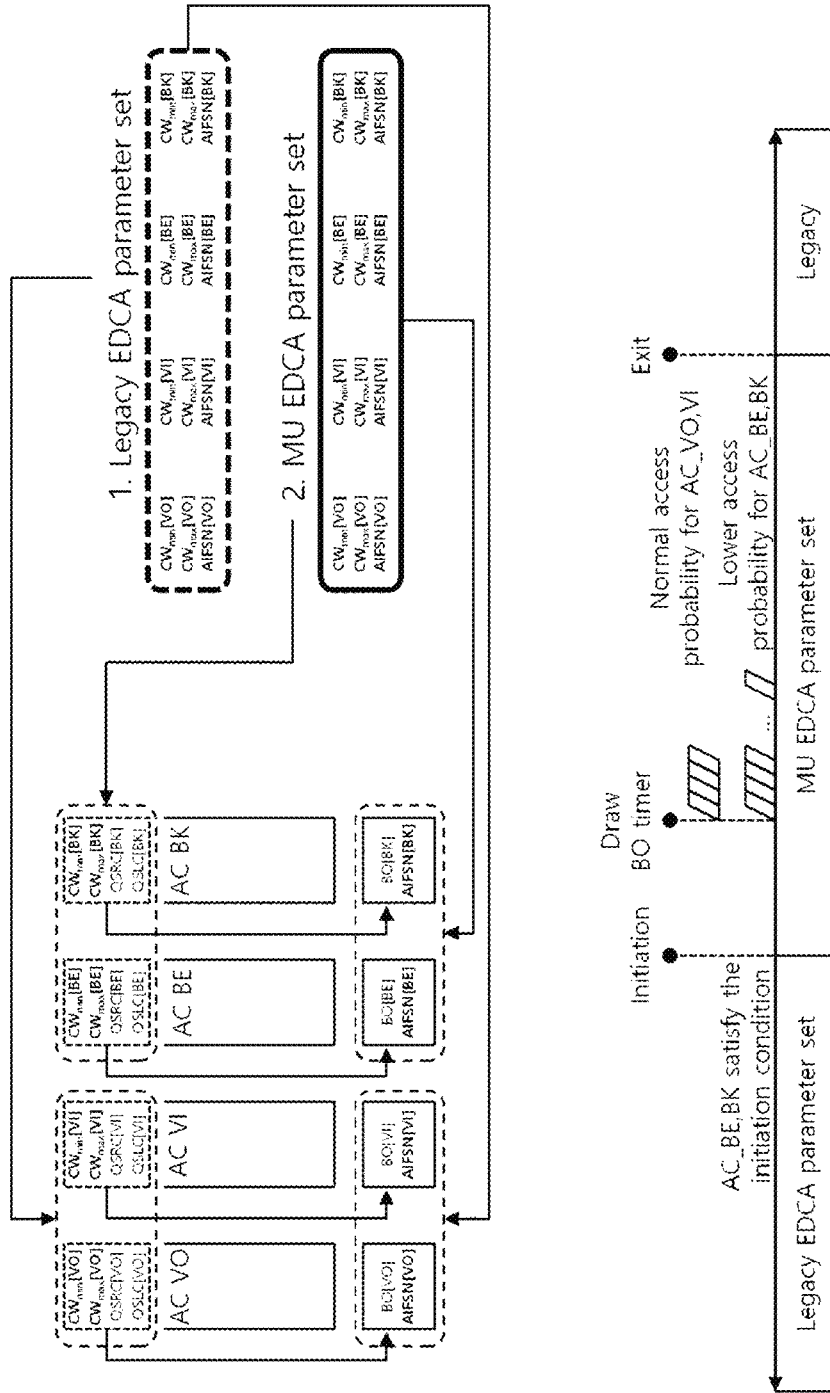 CWmin[VO]
CWmax[VO]
QSRC[VO]
QSLC[VO]
AC VO
BO[VO]
AIFSN[VO]
CWmin[VI]
CWmax[VI]
QSRC[VI]
QSLC[VI]
AC VI
BO[VI]
AIFSN[VI]
CWmin[BE]
CWmax[BE]
QSRC[BE]
QSLC[BE]
AC BE
BO[BE]
AIFSN[BE]
CWmin[BK]
CWmax[BK]
QSRC[BK]
QSLC[BK]
AC BK
BO[BK]
AIFSN[BK]
1. Legacy EDCA parameter set
CWmin[VO]
CWmax[VO]
AIFSN[VO]
CWmin[VI]
CWmax[VI]
AIFSN[VI]
CWmin[BE]
CWmax[BE]
AIFSN[BE]
CWmin[BK]
CWmax[BK]
AIFSN[BK]
2. MU EDCA parameter set
CWmin[VO]
CWmax[VO]
AIFSN[VO]
CWmin[VI]
CWmax[VI]
AIFSN[VI]
CWmin[BE]
CWmax[BE]
AIFSN[BE]
CWmin[BK]
CWmax[BK]
AIFSN[BK]
Initiation
AC_BE,BK satisfy the
initiation condition
Draw
BO timer
Normal access
probability for AC_VO,VI
Lower access
probability for AC_BE,BK
...
Exit
Legacy EDCA parameter set
MU EDCA parameter set
Legacy